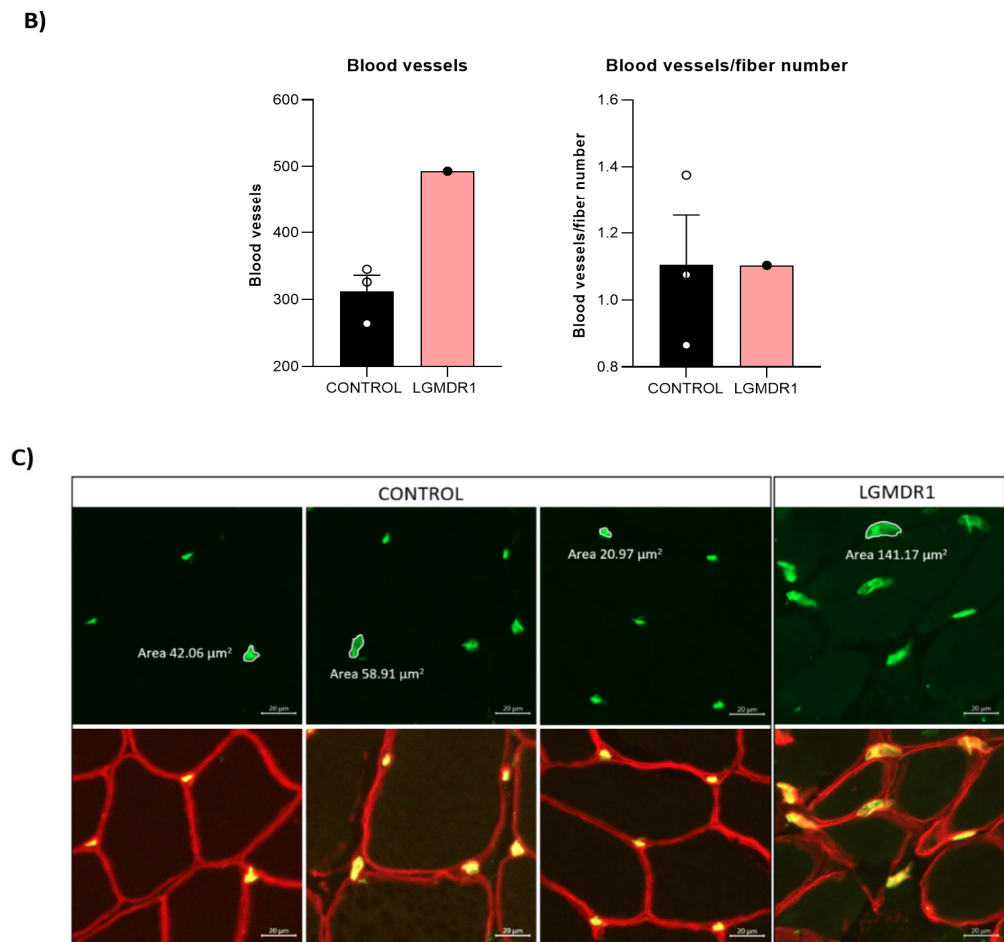 B)
Blood vessels
Blood vessels/fiber number
600
500
400
300
200
Blood vessels
CONTROL LGMDR1
1.6
1.4
1.2
1.0
0.8
Blood vessels/fiber number
CONTROL LGMDR1
C)
CONTROL
LGMDR1
Area 42.06 µm²
20 µm
Area 58.91 µm²
20 µm
Area 20.97 µm²
20 µm
Area 141.17 µm²
20 µm
20 µm
20 µm
20 µm
20 µm